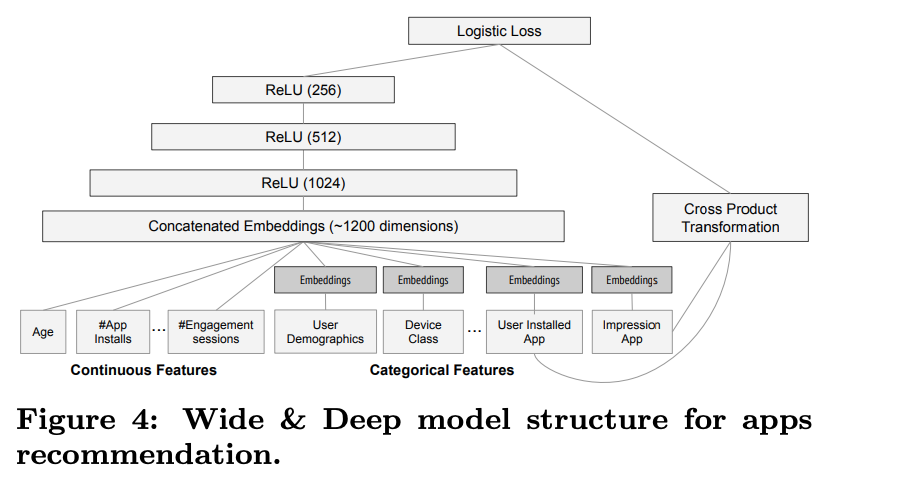 Logistic Loss
ReLU (256)
ReLU (512)
ReLU (1024)
Concatenated Embeddings (~1200 dimensions)
Cross Product
Transformation
Embeddings
Embeddings
Embeddings
Embeddings
Age
#App
Installs
...
#Engagement
sessions
User
Demographics
Device
Class
...
User Installed
App
Impression
App
Continuous Features
Categorical Features
Figure 4: Wide & Deep model structure for apps
recommendation.